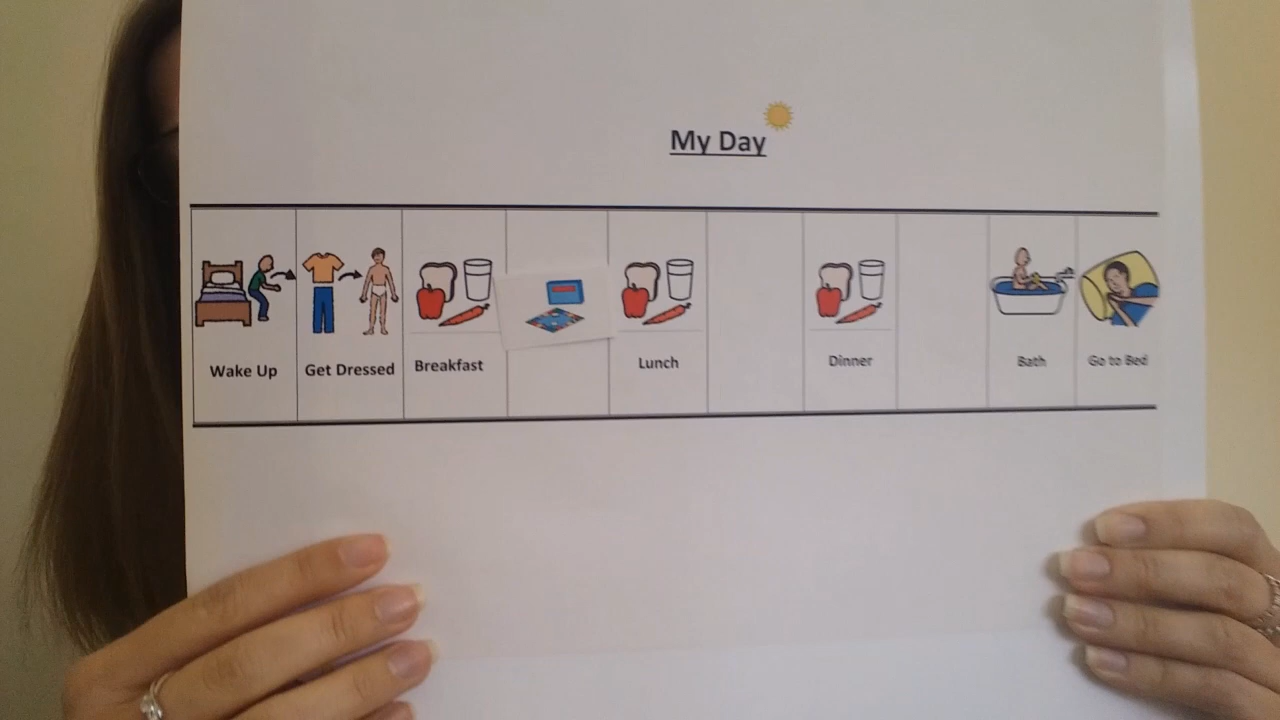 My Day
Wake Up
Get Dressed
Breakfast
Lunch
Dinner
Bath
Go to Bed